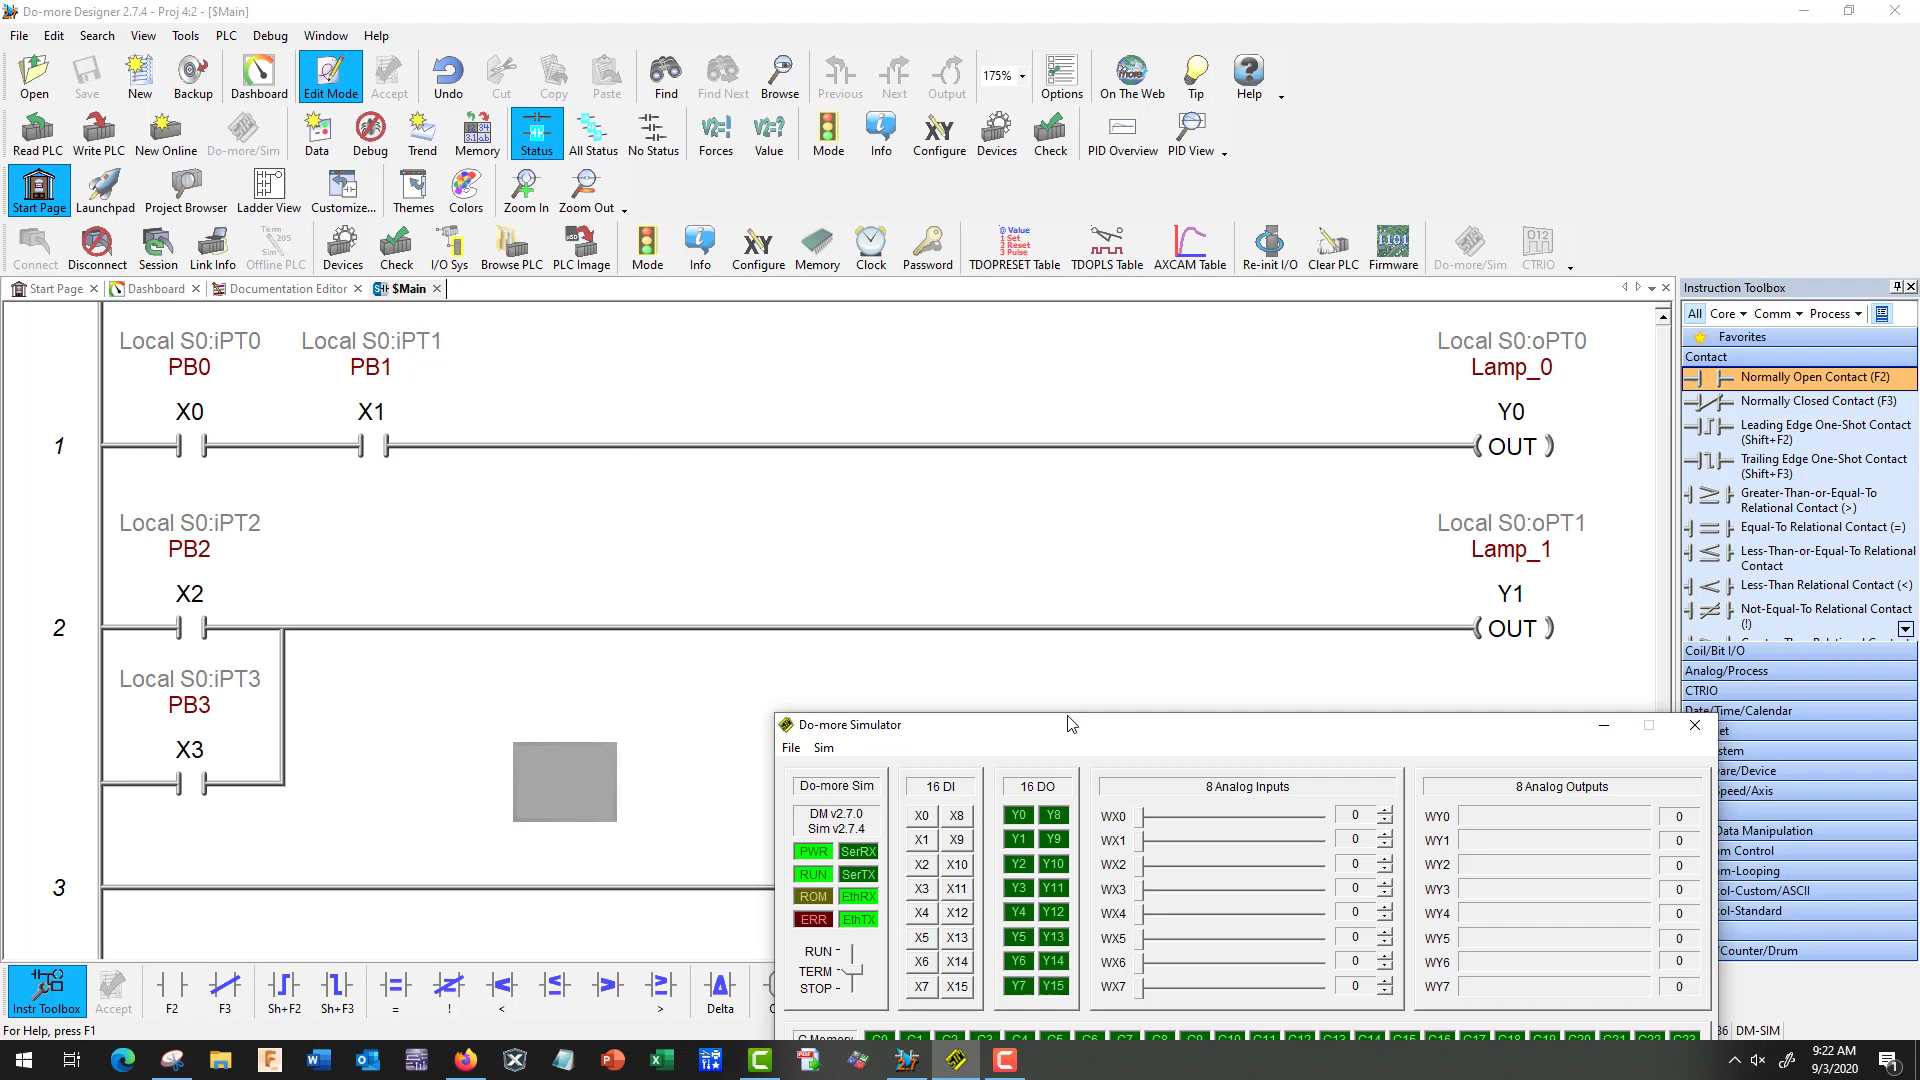 Do-more Designer 2.7.4 - Proj 4:2 - [$Main]
File Edit Search View Tools PLC Debug Window Help
Open Save New Backup Dashboard Edit Mode Accept Undo Cut Copy Paste Find Find Next Browse Previous Next Output 175% Options On The Web Tip Help
Read PLC Write PLC New Online Do-more/Sim Data Debug Trend Memory Status All Status No Status Forces Value Mode Info Configure Devices Check PID Overview PID View
Start Page Launchpad Project Browser Ladder View Customize... Themes Colors Zoom In Zoom Out
Connect Disconnect Session Link Info Offline PLC Devices Check I/O Sys Browse PLC PLC Image Mode Info Configure Memory Clock Password TDOPRESET Table TDOPLS Table AXCAM Table Re-init I/O Clear PLC Firmware Do-more/Sim CTRIO
Start Page Dashboard Documentation Editor $Main
Local S0:iPT0 Local S0:iPT1 Local S0:oPT0
PB0 PB1 Lamp_0
X0 X1 Y0
1 OUT
Local S0:iPT2 Local S0:oPT1
PB2 Lamp_1
X2 Y1
2 OUT
Local S0:iPT3
PB3
X3
3
Instruction Toolbox
All Core Comm Process
Favorites
Contact
Normally Open Contact (F2)
Normally Closed Contact (F3)
Leading Edge One-Shot Contact
(Shift+F2)
Trailing Edge One-Shot Contact
(Shift+F3)
Greater-Than-or-Equal-To
Relational Contact (>)
Equal-To Relational Contact (=)
Less-Than-or-Equal-To Relational
Contact
Less-Than Relational Contact (<)
Not-Equal-To Relational Contact
(!)
Coil/Bit I/O
Analog/Process
CTRIO
Date/Time/Calendar
et
stem
are/Device
peed/Axis
Data Manipulation
m Control
m-Looping
ol-Custom/ASCII
ol-Standard
/Counter/Drum
Do-more Simulator
File Sim
Do-more Sim 16 DI 16 DO 8 Analog Inputs 8 Analog Outputs
DM v2.7.0
Sim v2.7.4
PWR SerRX
RUN SerTX
ROM EthRX
ERR EthTX
RUN
TERM
STOP
X0 X8 Y0 Y8 WX0 0 WY0 0
X1 X9 Y1 Y9 WX1 0 WY1 0
X2 X10 Y2 Y10 WX2 0 WY2 0
X3 X11 Y3 Y11 WX3 0 WY3 0
X4 X12 Y4 Y12 WX4 0 WY4 0
X5 X13 Y5 Y13 WX5 0 WY5 0
X6 X14 Y6 Y14 WX6 0 WY6 0
X7 X15 Y7 Y15 WX7 0 WY7 0
Instr Toolbox Accept F2 F3 Sh+F2 Sh+F3 = ! < > Delta
For Help, press F1
36 DM-SIM
9:22 AM
9/3/2020